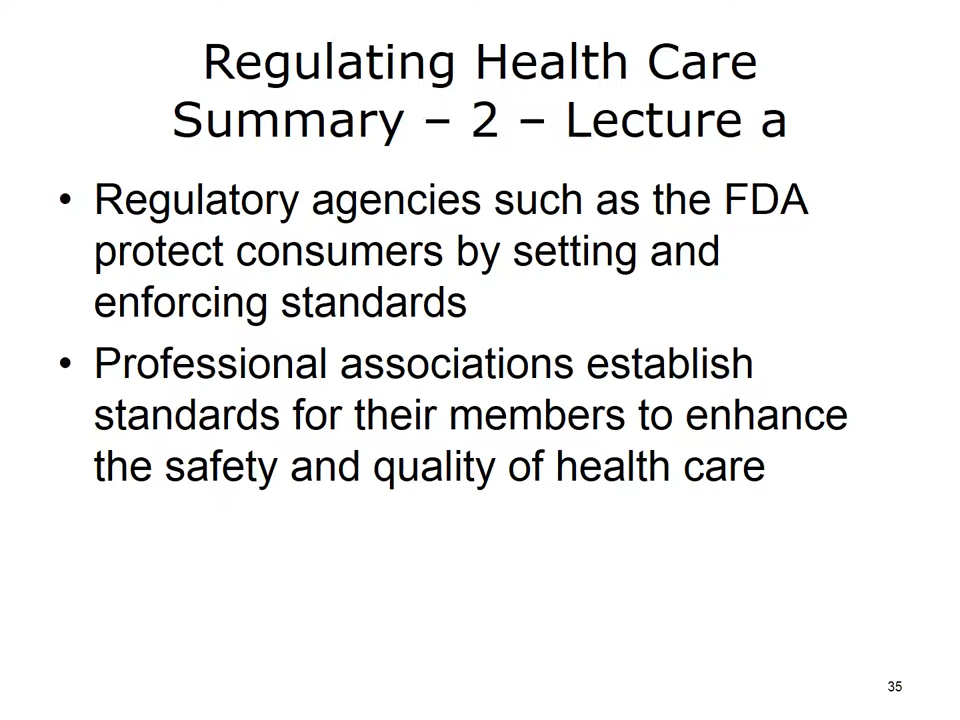 Regulating Health Care
Summary – 2 – Lecture a
• Regulatory agencies such as the FDA
protect consumers by setting and
enforcing standards
• Professional associations establish
standards for their members to enhance
the safety and quality of health care
35